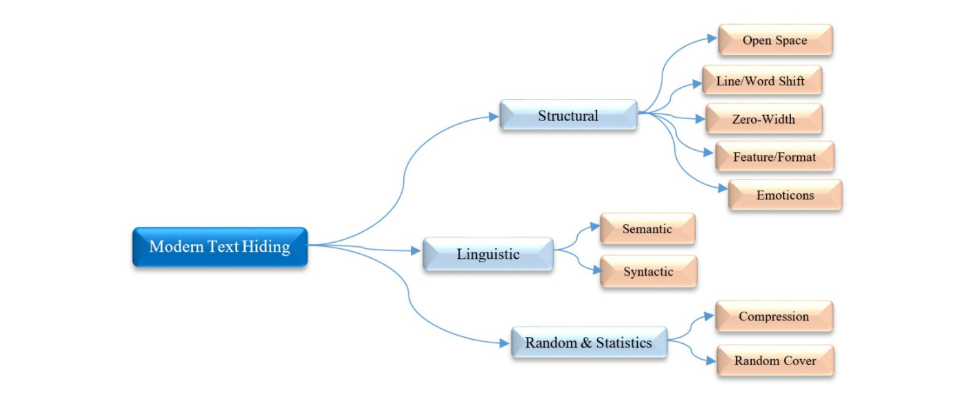 Modern Text Hiding
Structural
Open Space
Line/Word Shift
Zero-Width
Feature/Format
Emoticons
Linguistic
Semantic
Syntactic
Random & Statistics
Compression
Random Cover